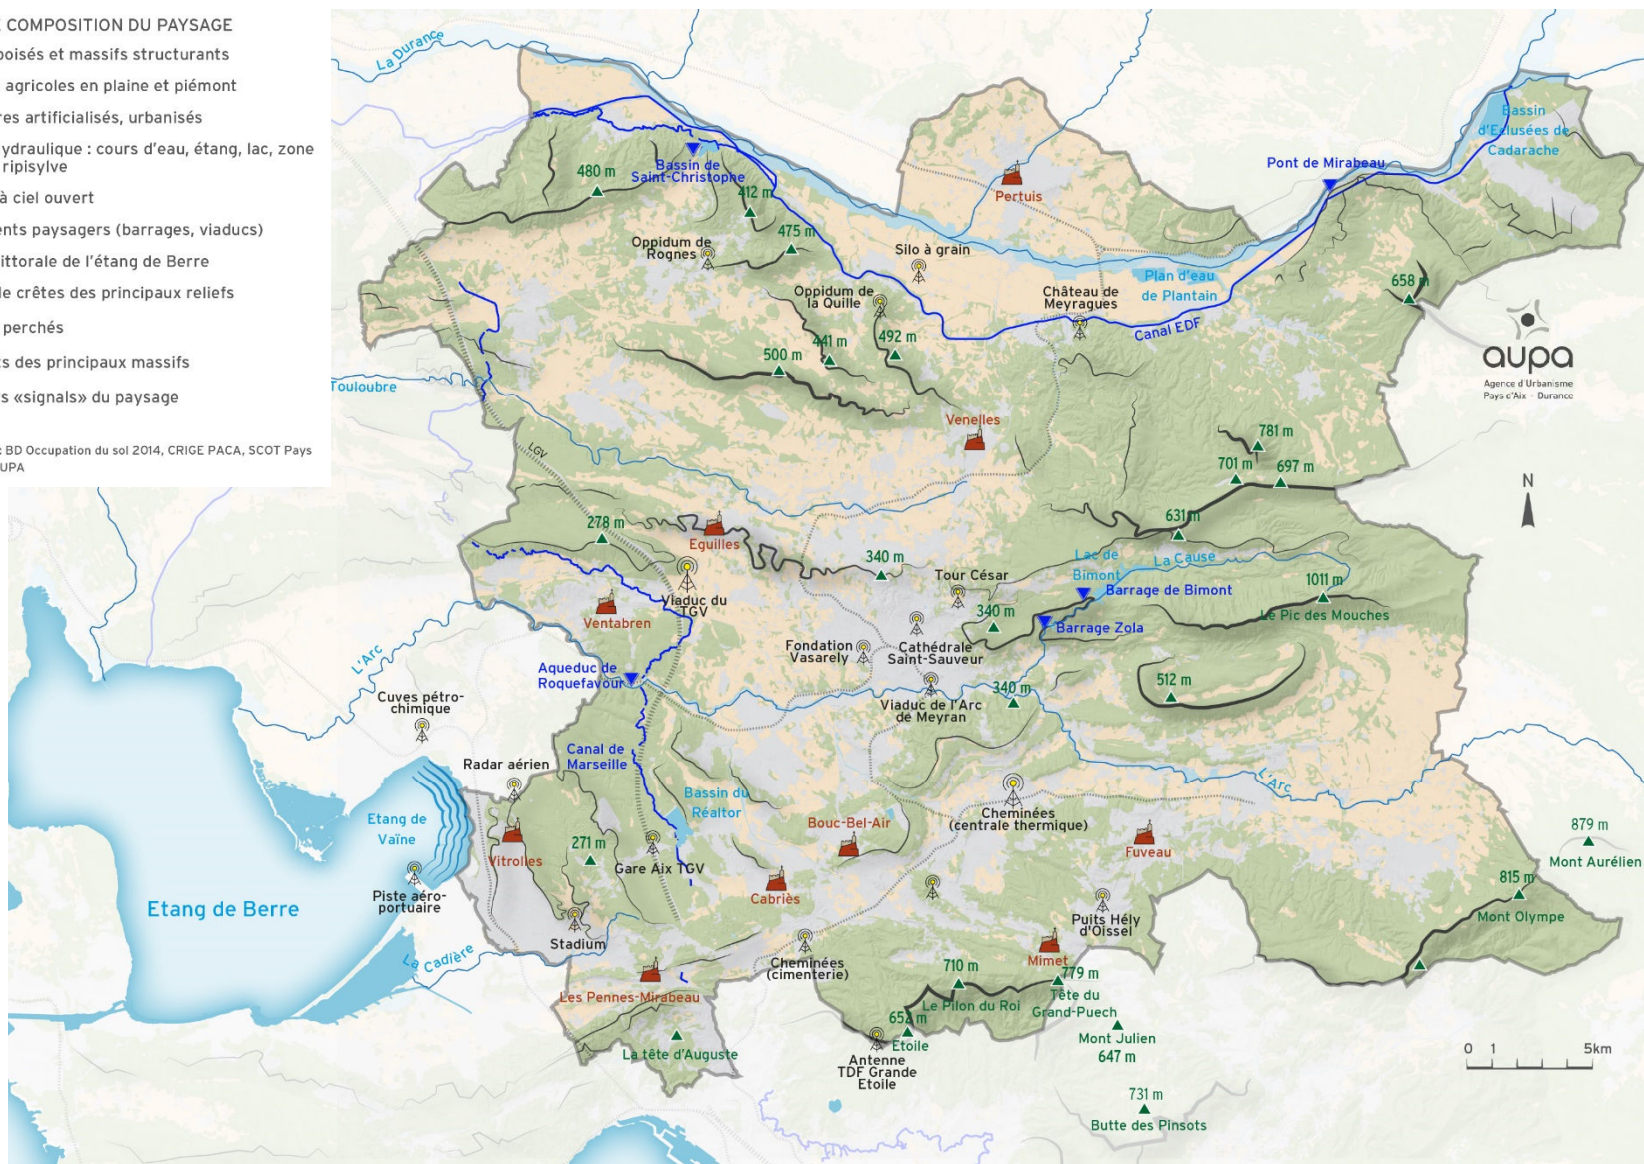 COMPOSITION DU PAYSAGE
boisés et massifs structurants
agricoles en plaine et piémont
res artificialisés, urbanisés
ydraulique : cours d'eau, étang, lac, zone
ripisylve
à ciel ouvert
ents paysagers (barrages, viaducs)
ittorale de l'étang de Berre
de crêtes des principaux reliefs
perchés
ts des principaux massifs
s «signals» du paysage
: BD Occupation du sol 2014, CRIGE PACA, SCOT Pays
UPA
La Durance
Bassin
d'Eclusées de
Cadarache
Pont de Mirabeau
Bassin de
Saint-Christophe
480 m
412 m
475 m
Pertuis
Oppidum de
Rognes
Silo à grain
Plan d'eau
de Plantain
Oppidum de
la Quille
Château de
Meyragues
Canal EDF
658 m
492 m
441 m
500 m
aupa
Agence d'Urbanisme
Pays d'Aix - Durance
Touloubre
Venelles
LGV
781 m
701 m
697 m
N
631 m
278 m
Eguilles
340 m
Lac de
Bimont
La Cause
1011 m
Le Pic des Mouches
Tour César
Barrage de Bimont
Viaduc du
TGV
Ventabren
340 m
Barrage Zola
Fondation
Vasarely
Cathédrale
Saint-Sauveur
L'Arc
Aqueduc de
Roquefavour
512 m
340 m
Viaduc de l'Arc
de Meyran
Cuves pétro-
chimique
Canal de
Marseille
Radar aérien
L'Arc
Bassin du
Réaltor
Cheminées
(centrale thermique)
Etang de
Vaïne
Vitrolles
271 m
Gare Aix TGV
Bouc-Bel-Air
Fuveau
879 m
Mont Aurélien
Piste aéro-
portuaire
Etang de Berre
Cabriès
815 m
Mont Olympe
Puits Hély
d'Oissel
Stadium
La Cadière
Cheminées
(cimenterie)
Mimet
Les Pennes-Mirabeau
710 m
Le Pilon du Roi
779 m
Tête du
Grand-Puech
652 m
Etoile
Mont Julien
647 m
La tête d'Auguste
Antenne
TDF Grande
Etoile
0 1 5km
731 m
Butte des Pinsots